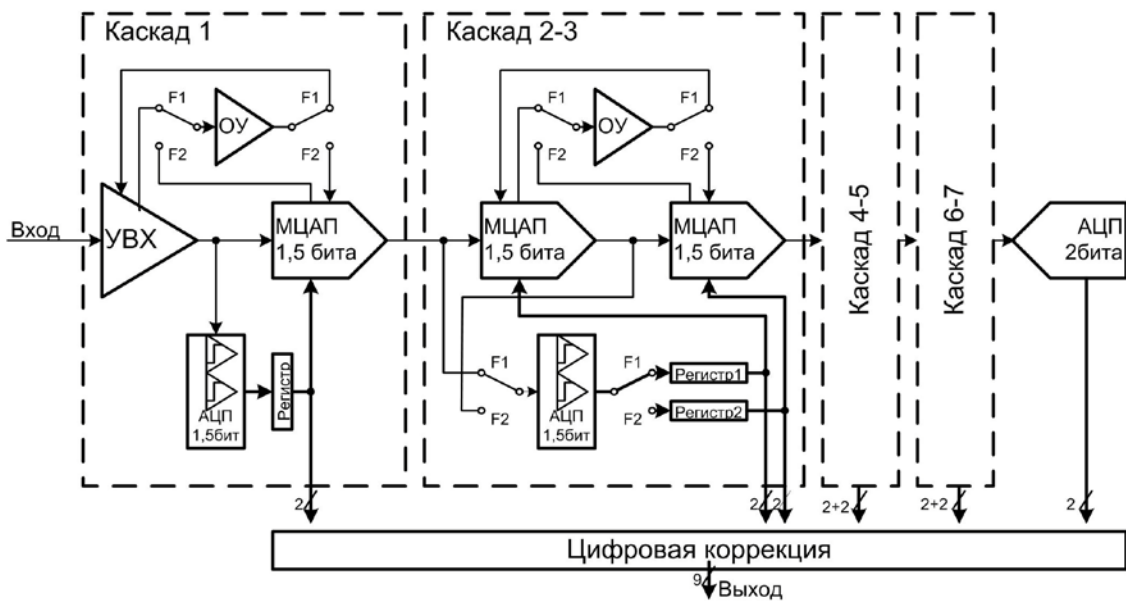 Каскад 1
Каскад 2-3
F1
ОУ
F1
F2
F2
F1
ОУ
F1
F2
F2
Вход
УВХ
МЦАП
1,5 бита
МЦАП
1,5 бита
МЦАП
1,5 бита
Каскад 4-5
Каскад 6-7
АЦП
2бита
АЦП
1,5бит
Регистр
F1
F2
АЦП
1,5бит
F1
F2
Регистр1
Регистр2
2
2
2
2+2
2+2
2
Цифровая коррекция
9
Выход